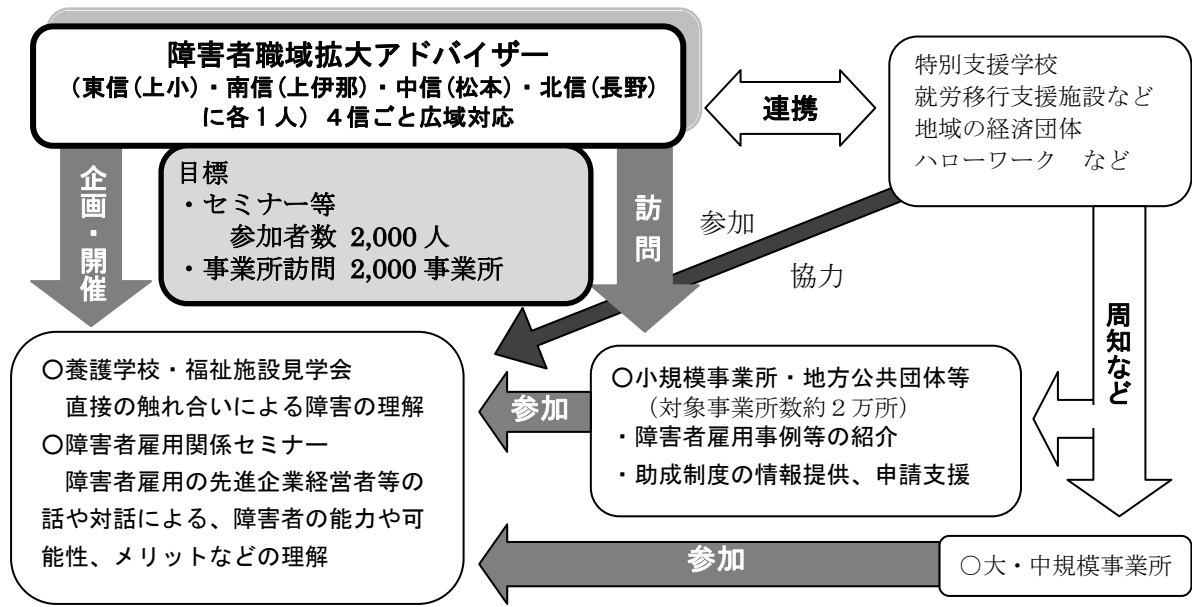 障害者職域拡大アドバイザー
（東信（上小）・南信（上伊那）・中信（松本）・北信（長野）
に各１人）４信ごと広域対応
連携
特別支援学校
就労移行支援施設など
地域の経済団体
ハローワーク　など
企画・開催
目標
・セミナー等
参加者数 2,000 人
・事業所訪問 2,000 事業所
訪問
参加
協力
周知など
〇養護学校・福祉施設見学会
直接の触れ合いによる障害の理解
〇障害者雇用関係セミナー
障害者雇用の先進企業経営者等の
話や対話による、障害者の能力や可
能性、メリットなどの理解
参加
〇小規模事業所・地方公共団体等
（対象事業所数約２万所）
・障害者雇用事例等の紹介
・助成制度の情報提供、申請支援
参加
〇大・中規模事業所